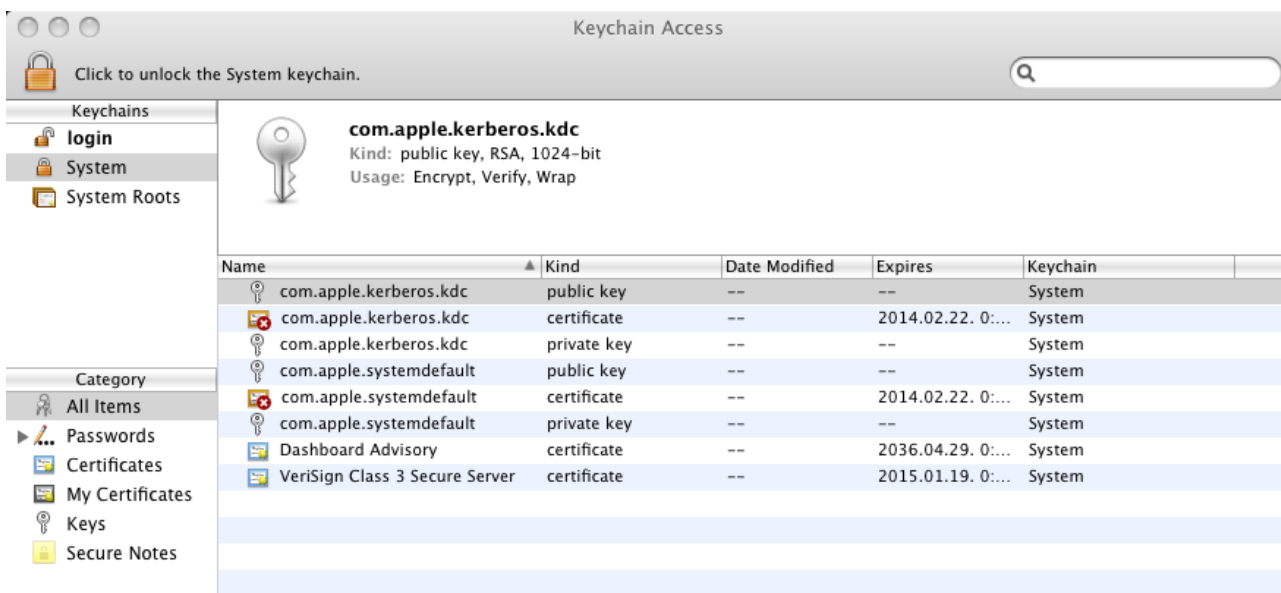 Keychain Access
Click to unlock the System keychain.
Keychains
login
System
System Roots
com.apple.kerberos.kdc
Kind: public key, RSA, 1024-bit
Usage: Encrypt, Verify, Wrap
Name Kind Date Modified Expires Keychain
com.apple.kerberos.kdc public key -- -- System
com.apple.kerberos.kdc certificate -- 2014.02.22. 0:... System
com.apple.kerberos.kdc private key -- -- System
com.apple.systemdefault public key -- -- System
com.apple.systemdefault certificate -- 2014.02.22. 0:... System
com.apple.systemdefault private key -- -- System
Dashboard Advisory certificate -- 2036.04.29. 0:... System
VeriSign Class 3 Secure Server certificate -- 2015.01.19. 0:... System
Category
All Items
Passwords
Certificates
My Certificates
Keys
Secure Notes